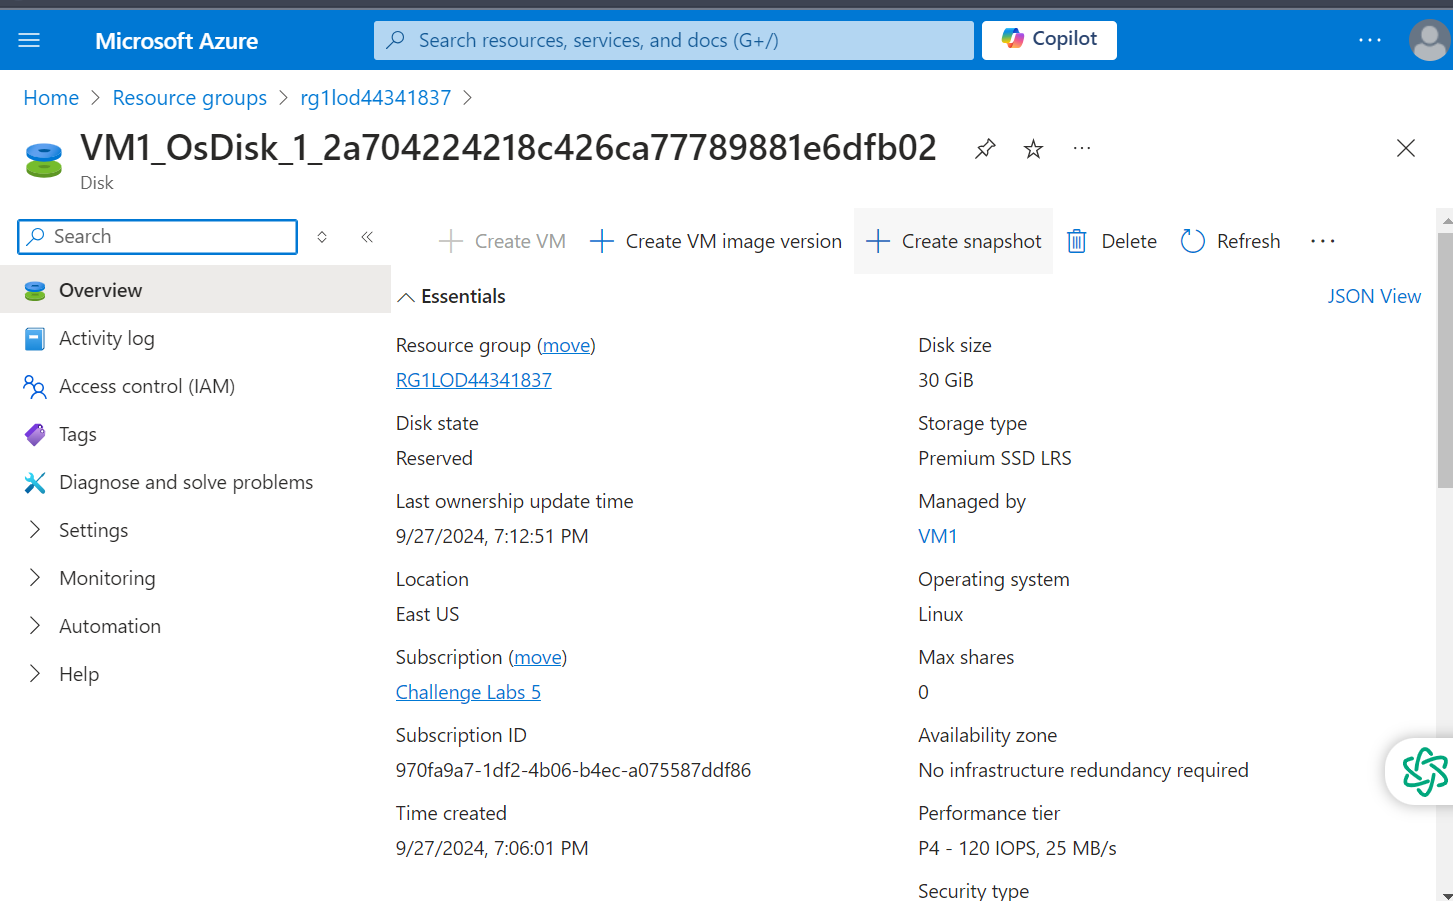 Microsoft Azure
Search resources, services, and docs (G+/)
Copilot
Home > Resource groups > rg1lod44341837 >
VM1_OsDisk_1_2a704224218c426ca77789881e6dfb02
Disk
Search
Create VM
Create VM image version
Create snapshot
Delete
Refresh
Overview
Activity log
Access control (IAM)
Tags
Diagnose and solve problems
Settings
Monitoring
Automation
Help
Essentials
JSON View
Resource group (move)
RG1LOD44341837
Disk state
Reserved
Last ownership update time
9/27/2024, 7:12:51 PM
Location
East US
Subscription (move)
Challenge Labs 5
Subscription ID
970fa9a7-1df2-4b06-b4ec-a075587ddf86
Time created
9/27/2024, 7:06:01 PM
Disk size
30 GiB
Storage type
Premium SSD LRS
Managed by
VM1
Operating system
Linux
Max shares
0
Availability zone
No infrastructure redundancy required
Performance tier
P4 - 120 IOPS, 25 MB/s
Security type